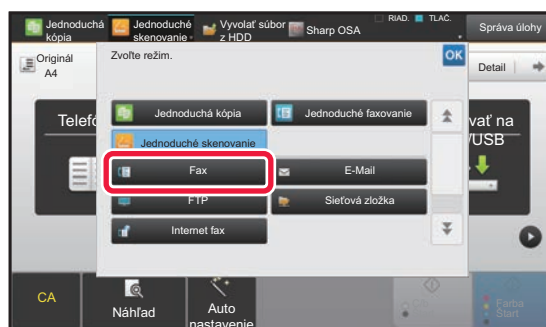 Jednoduchá kópia
Jednoduché skenovanie
Vyvolať súbor z HDD
Sharp OSA
RIAD. TLAČ.
Správa úlohy
Originál
A4
Zvoľte režim.
OK
Detail
Telefó
vať na
/USB
Jednoduchá kópia
Jednoduché faxovanie
Jednoduché skenovanie
Fax
E-Mail
FTP
Sieťová zložka
Internet fax
CA
Náhľad
Auto
nastavenie
Farba
Štart